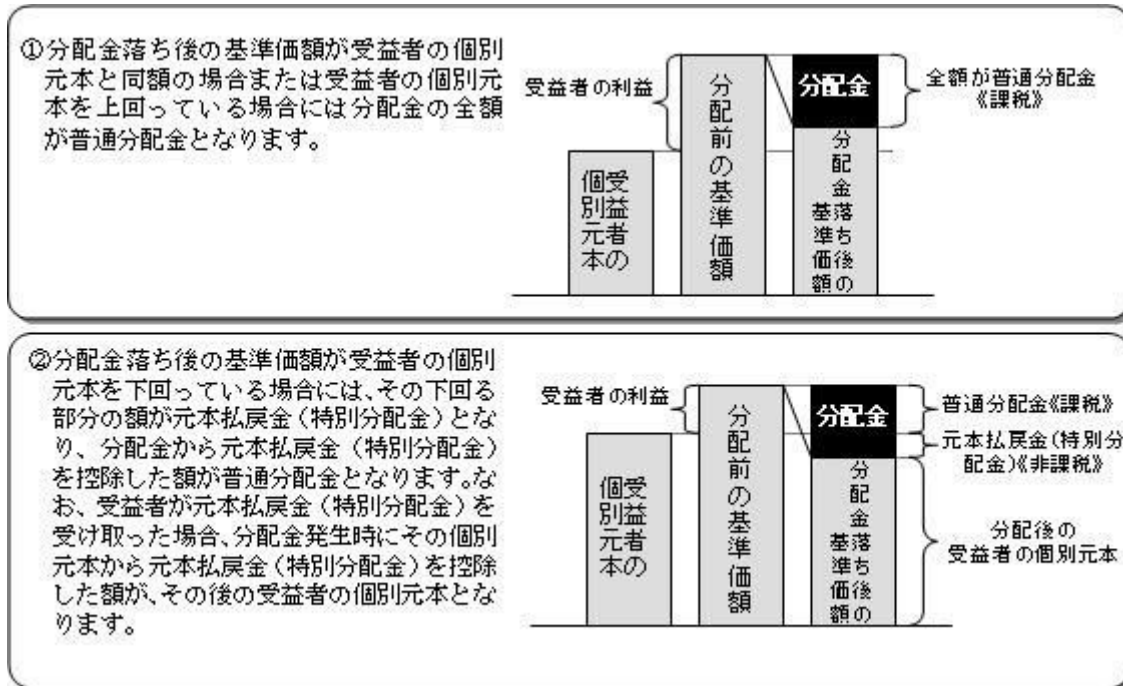 ①分配金落ち後の基準価額が受益者の個別
元本と同額の場合または受益者の個別元
本を上回っている場合には分配金の全額
が普通分配金となります。
受益者の利益
受益者の
個別元本
分配前の基準価額
分配金
分配金落ち後の
基準価額
全額が普通分配金
《課税》
②分配金落ち後の基準価額が受益者の個別
元本を下回っている場合には、その下回る
部分の額が元本払戻金（特別分配金）とな
り、分配金から元本払戻金（特別分配金）
を控除した額が普通分配金となります。な
お、受益者が元本払戻金（特別分配金）を
受け取った場合、分配金発生時にその個別
元本から元本払戻金（特別分配金）を控除
した額が、その後の受益者の個別元本とな
ります。
受益者の利益
受益者の
個別元本
分配前の基準価額
分配金
分配金落ち後の
基準価額
普通分配金《課税》
元本払戻金（特別分
配金）《非課税》
分配後の
受益者の個別元本